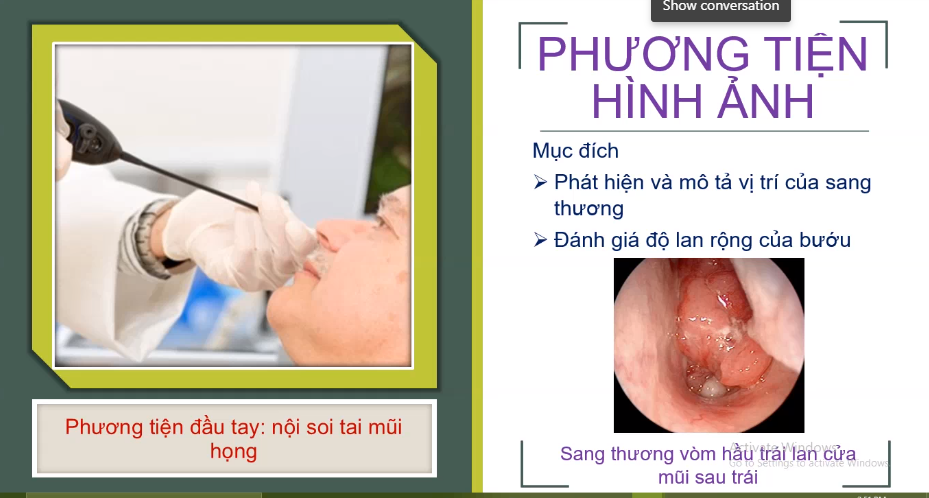 Show conversation
PHƯƠNG TIỆN
HÌNH ẢNH
Mục đích
➢ Phát hiện và mô tả vị trí của sang
thương
➢ Đánh giá độ lan rộng của bướu
Phương tiện đầu tay: nội soi tai mũi
họng
Activate Windows
Sang thương vòm hầu trái lan cửa
Go to Settings to activate Windows.
mũi sau trái